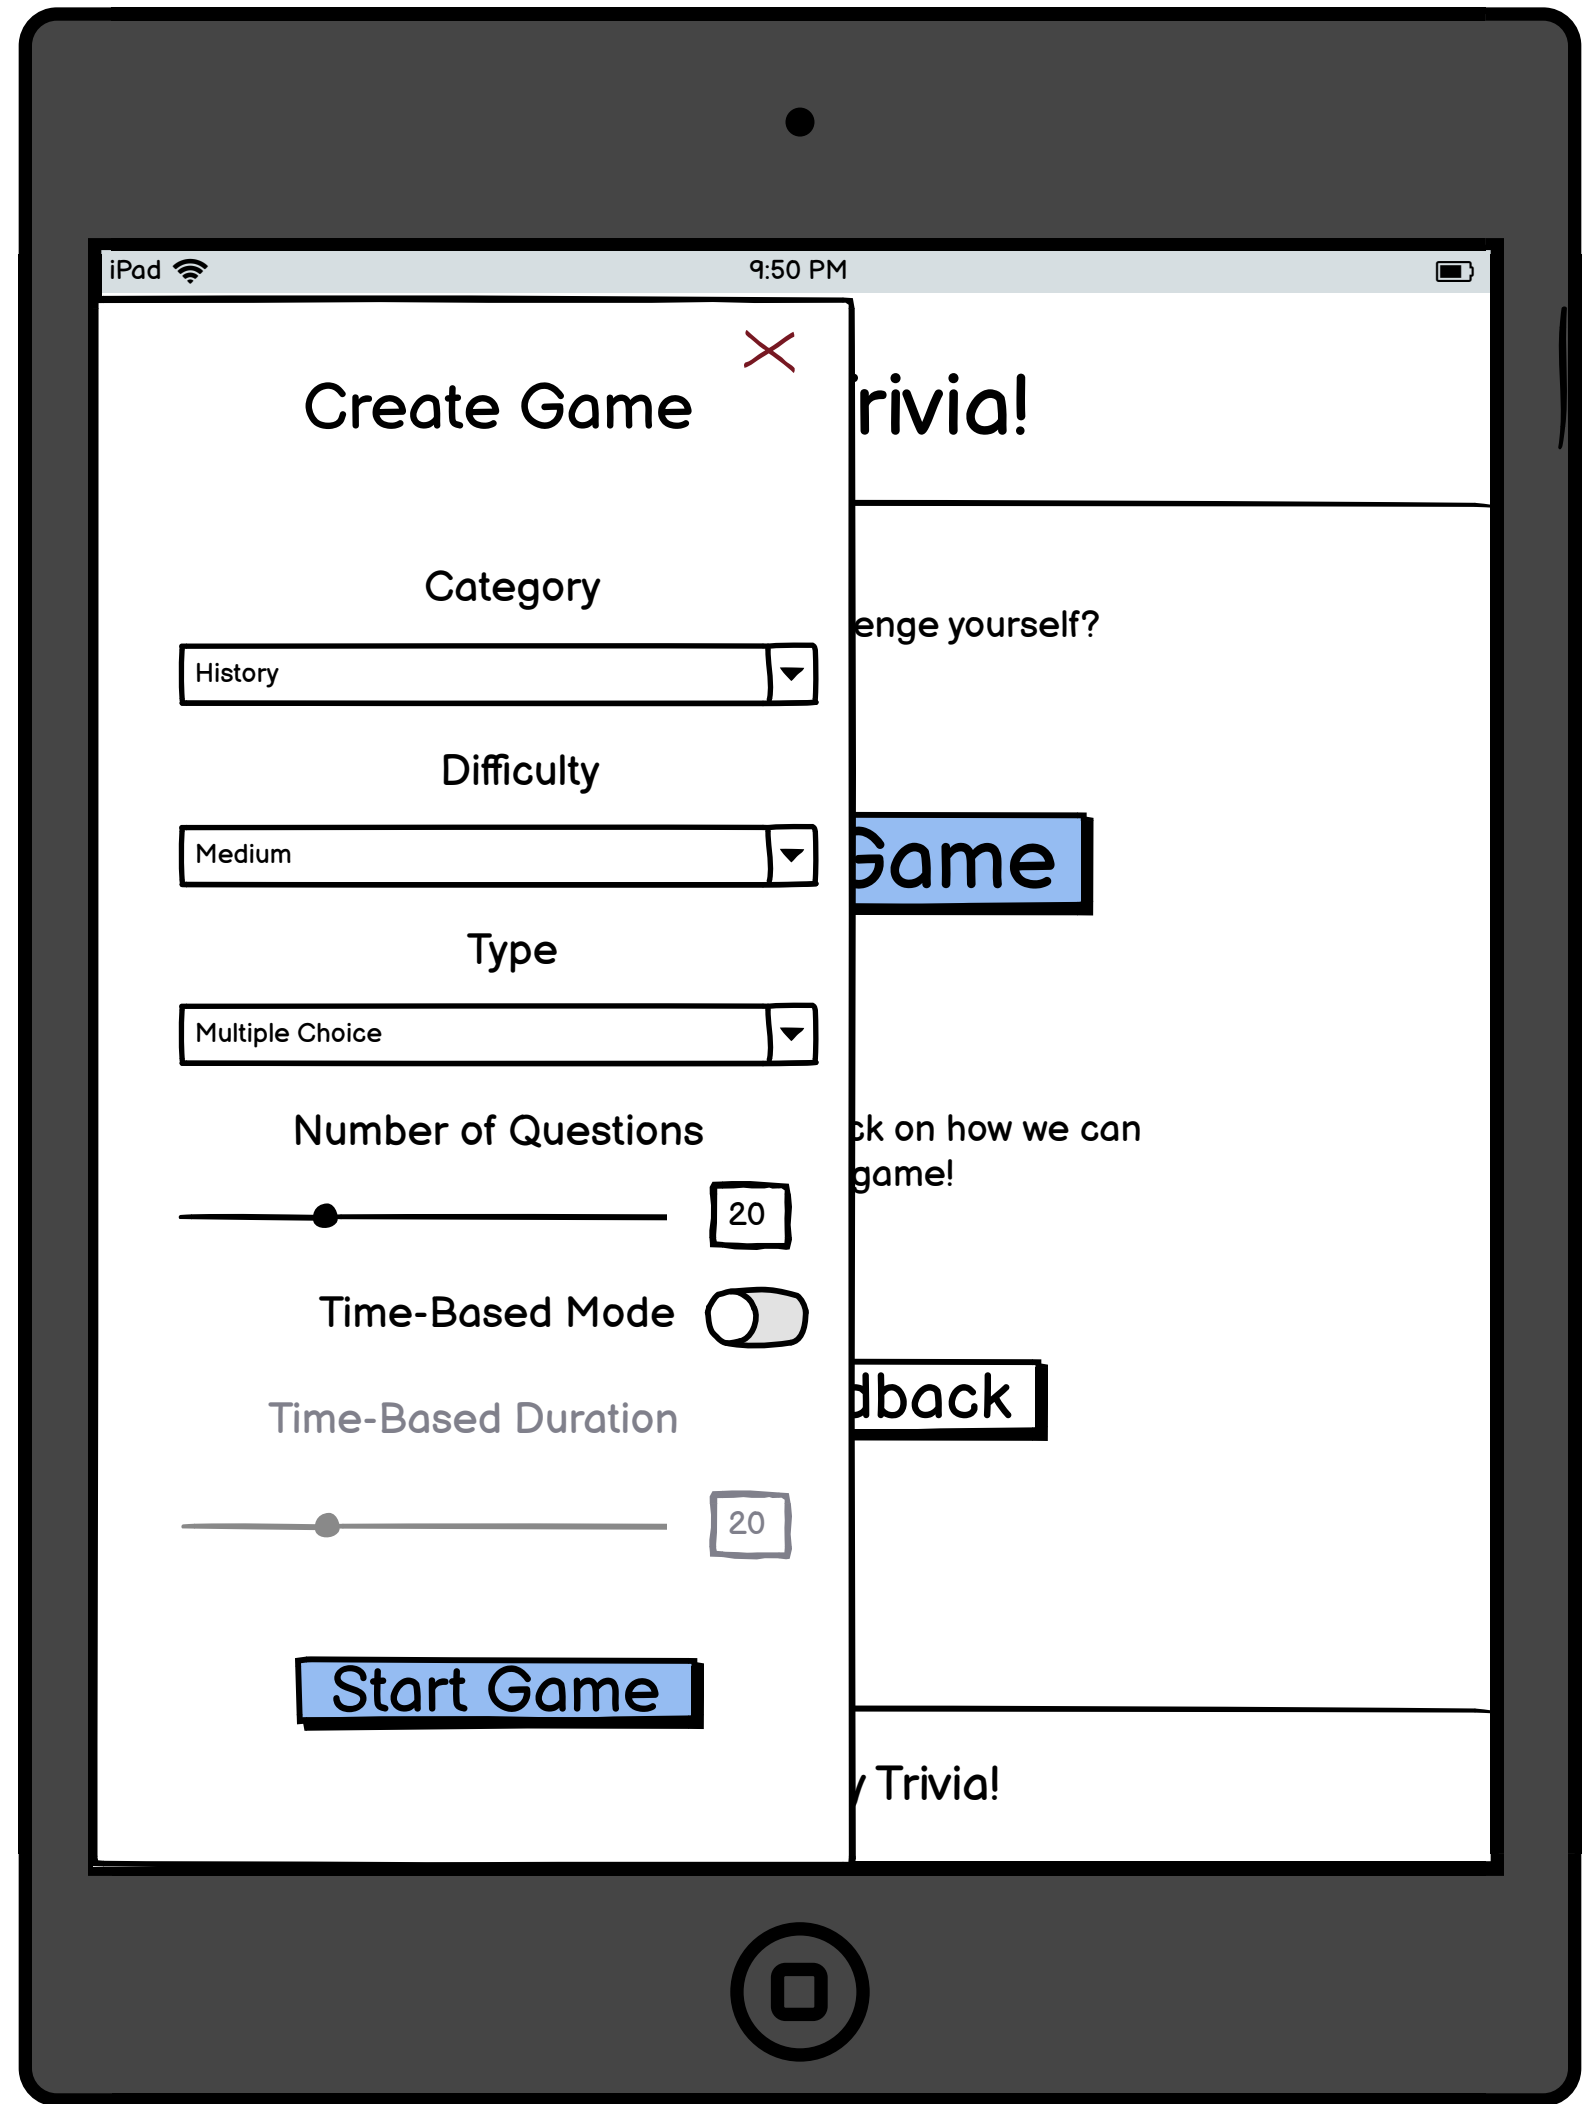 iPad 9:50 PM
Create Game
Category
History
Difficulty
Medium
Type
Multiple Choice
Number of Questions
20
Time-Based Mode
Time-Based Duration
20
Start Game
rivia!
enge yourself?
Game
ck on how we can
game!
dback
y Trivia!